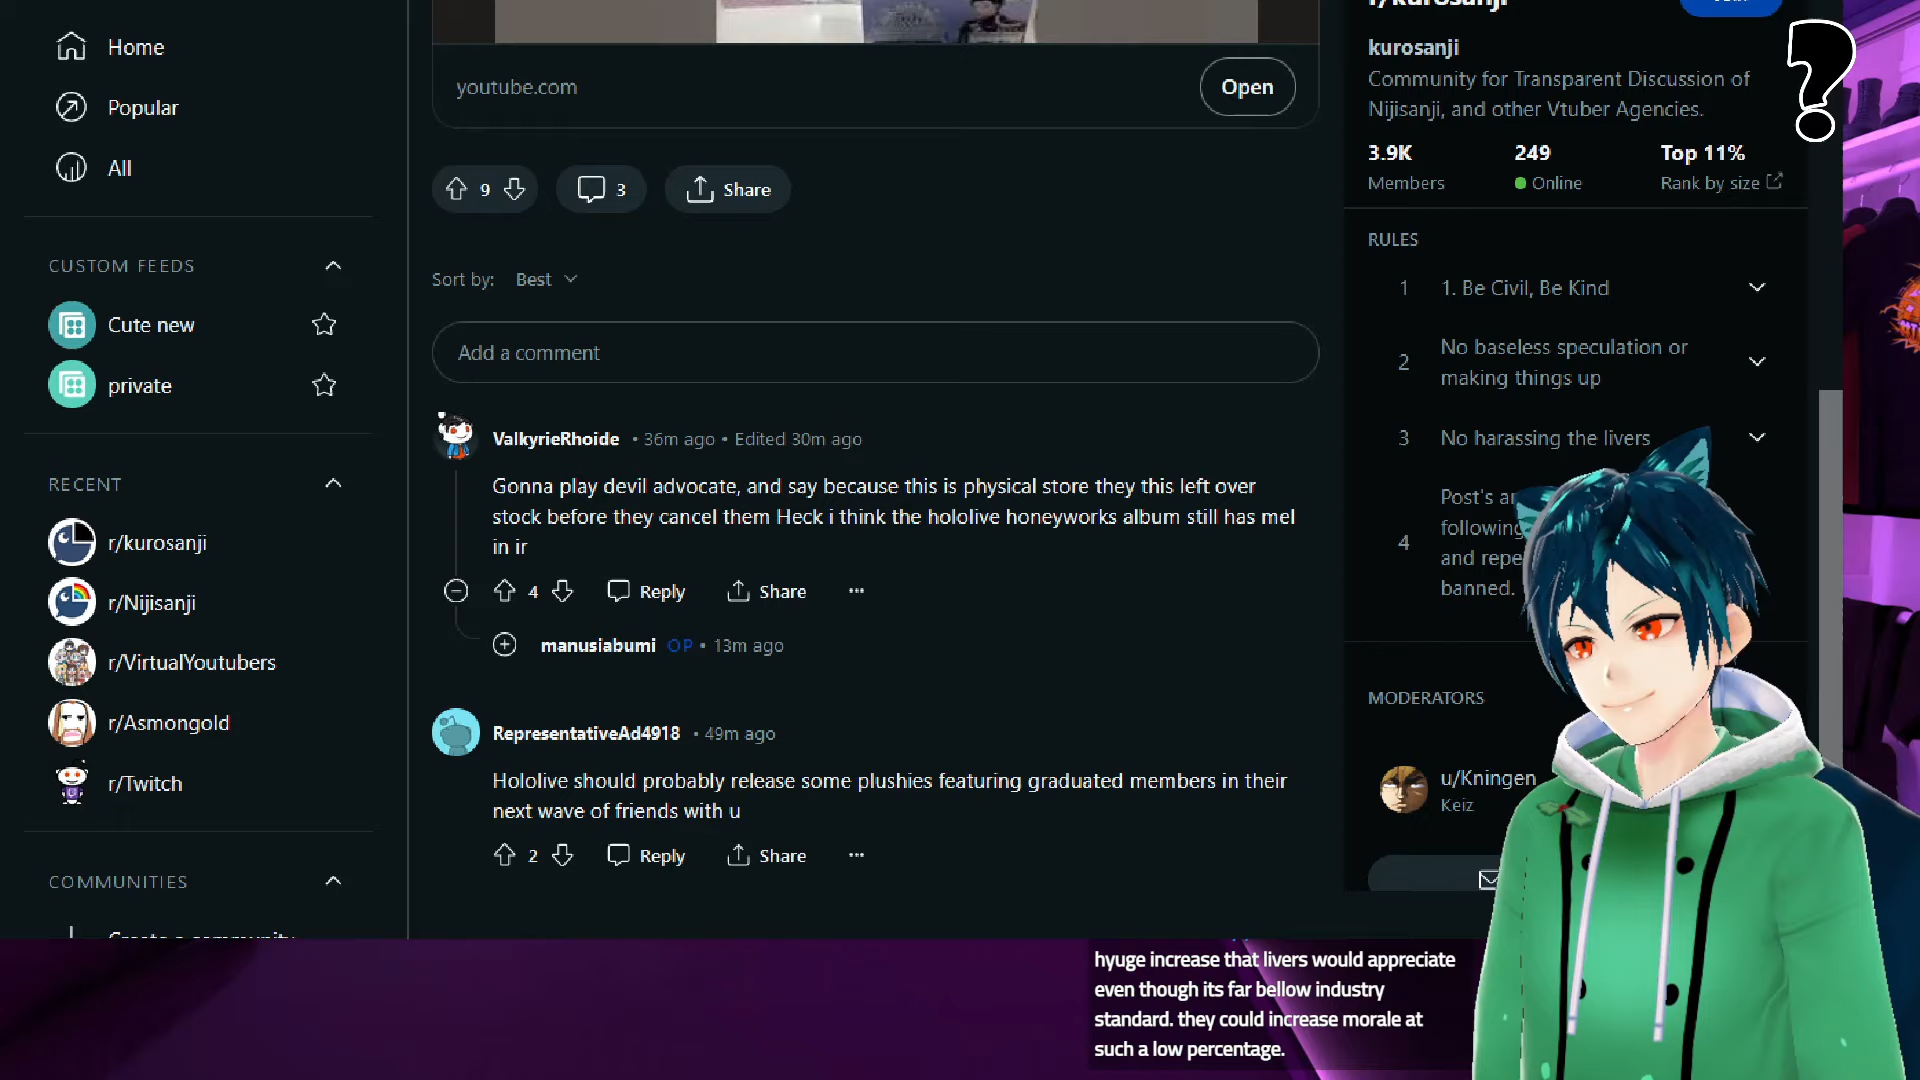 Home
Popular
All
CUSTOM FEEDS
Cute new
private
RECENT
r/kurosanji
r/Nijisanji
r/VirtualYoutubers
r/Asmongold
r/Twitch
COMMUNITIES
Create a community
youtube.com
Open
9
3
Share
Sort by:
Best
Add a comment
ValkyrieRhoide • 36m ago • Edited 30m ago
Gonna play devil advocate, and say because this is physical store they this left over
stock before they cancel them Heck i think the hololive honeyworks album still has mel
in ir
4
Reply
Share
manusiabumi OP • 13m ago
RepresentativeAd4918 • 49m ago
Hololive should probably release some plushies featuring graduated members in their
next wave of friends with u
2
Reply
Share
r/kurosanji
Join
kurosanji
Community for Transparent Discussion of
Nijisanji, and other Vtuber Agencies.
3.9K
Members
249
Online
Top 11%
Rank by size
RULES
1
1. Be Civil, Be Kind
2
No baseless speculation or
making things up
3
No harassing the livers
4
Post's
following
and
banned.
MODERATORS
u/Kningen
Keiz
?
hyuge increase that livers would appreciate
even though its far bellow industry
standard. they could increase morale at
such a low percentage.